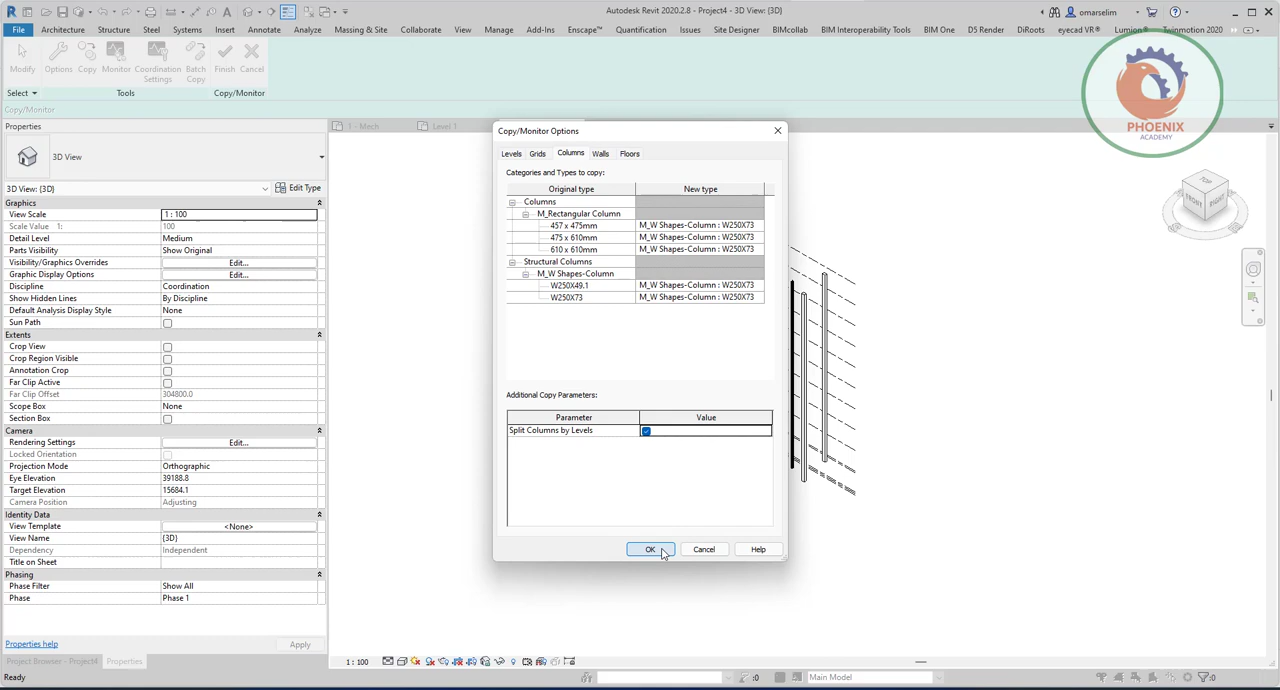 Autodesk Revit 2020.2.8 - Project4 - 3D View: {3D}
omarselim
File Architecture Structure Steel Systems Insert Annotate Analyze Massing & Site Collaborate View Manage Add-Ins Enscape™ Quantification Issues Site Designer BIMcollab BIM Interoperability Tools BIM One D5 Render DiRoots eyecad VR® Lumion® Twinmotion 2020
Modify Options Copy Monitor Coordination Settings Batch Copy Finish Cancel
Select Tools Copy/Monitor
PHOENIX
ACADEMY
Copy/Monitor
Properties
1 - Mech
Level 1
3D View
3D View: {3D}
Edit Type
Graphics
View Scale 1 : 100
Scale Value 1: 100
Detail Level Medium
Parts Visibility Show Original
Visibility/Graphics Overrides Edit...
Graphic Display Options Edit...
Discipline Coordination
Show Hidden Lines By Discipline
Default Analysis Display Style None
Sun Path
Extents
Crop View
Crop Region Visible
Annotation Crop
Far Clip Active
Far Clip Offset 304800.0
Scope Box None
Section Box
Camera
Rendering Settings Edit...
Locked Orientation
Projection Mode Orthographic
Eye Elevation 39188.8
Target Elevation 15684.1
Camera Position Adjusting
Identity Data
View Template <None>
View Name {3D}
Dependency Independent
Title on Sheet
Phasing
Phase Filter Show All
Phase Phase 1
Properties help
Apply
Project Browser - Project4 Properties
Ready
Copy/Monitor Options
Levels Grids Columns Walls Floors
Categories and Types to copy:
Original type New type
Columns
M_Rectangular Column
457 x 475mm M_W Shapes-Column : W250X73
475 x 610mm M_W Shapes-Column : W250X73
610 x 610mm M_W Shapes-Column : W250X73
Structural Columns
M_W Shapes-Column
W250X49.1 M_W Shapes-Column : W250X73
W250X73 M_W Shapes-Column : W250X73
Additional Copy Parameters:
Parameter Value
Split Columns by Levels
OK Cancel Help
TOP
FRONT RIGHT
1 : 100
:0
Main Model
:0